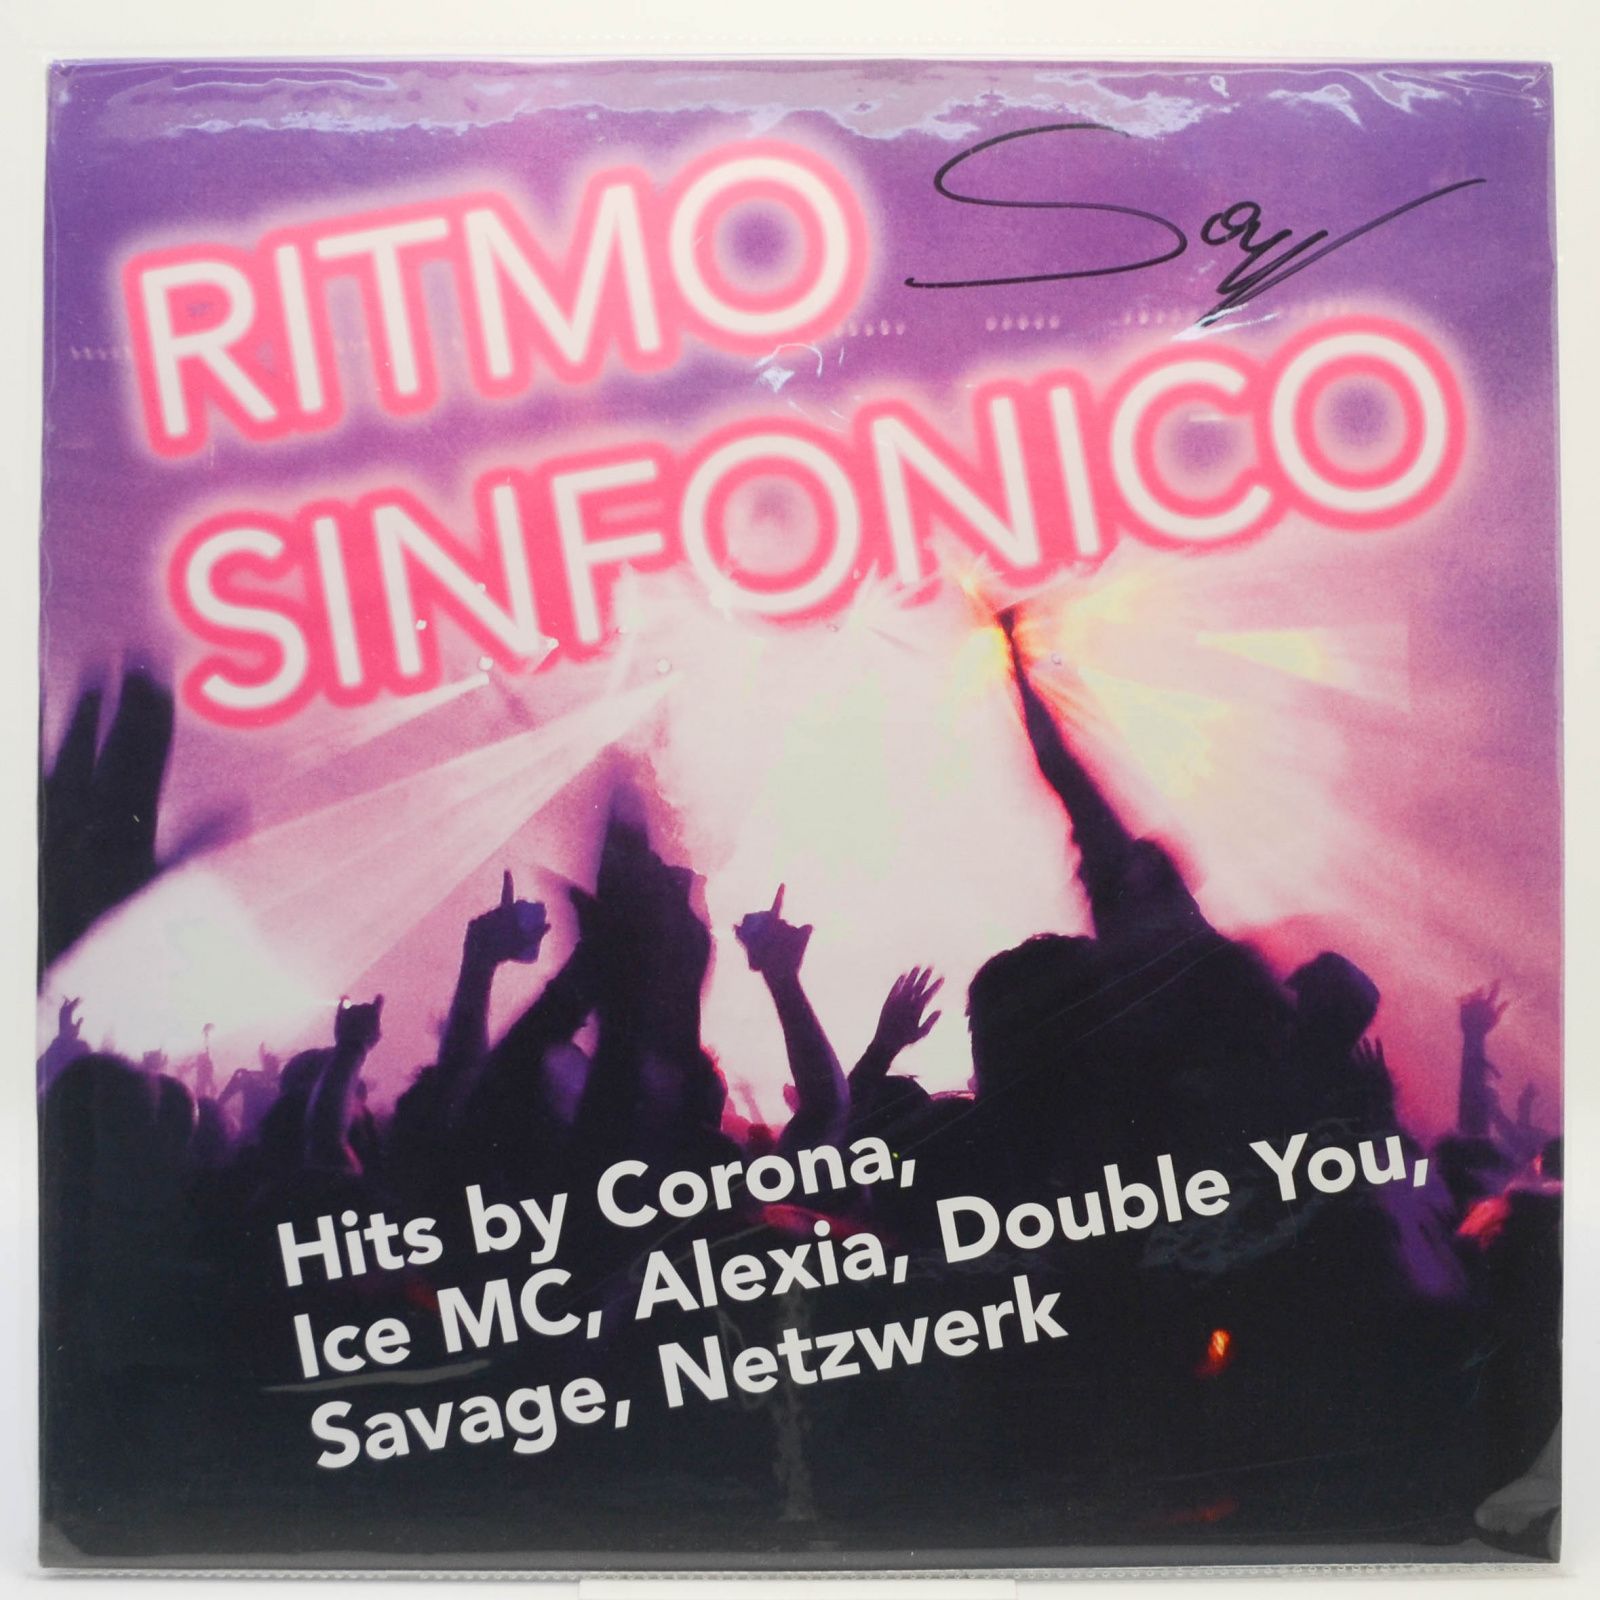 RITMO
SINFONICO
Hits by Corona,
Ice MC, Alexia, Double You,
Savage, Netzwerk